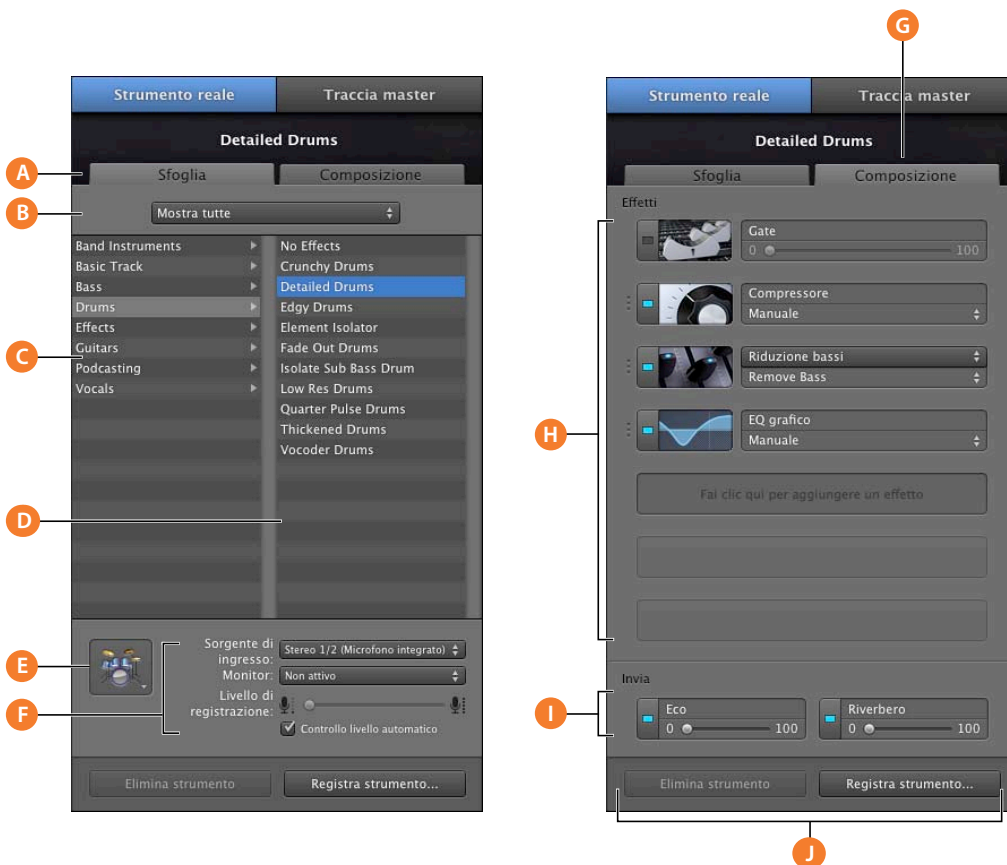 G
Strumento reale
Traccia master
Detailed Drums
A
Sfoglia
Composizione
B
Mostra tutte
Band Instruments
Basic Track
Bass
Drums
Effects
Guitars
Podcasting
Vocals
C
No Effects
Crunchy Drums
Detailed Drums
Edgy Drums
Element Isolator
Fade Out Drums
Isolate Sub Bass Drum
Low Res Drums
Quarter Pulse Drums
Thickened Drums
Vocoder Drums
D
E
F
Sorgente di
ingresso:
Stereo 1/2 (Microfono integrato)
Monitor:
Non attivo
Livello di
registrazione:
Controllo livello automatico
Elimina strumento
Registra strumento...
Strumento reale
Traccia master
Detailed Drums
Sfoglia
Composizione
Effetti
Gate
0 100
Compressore
Manuale
Riduzione bassi
Remove Bass
H
EQ grafico
Manuale
Fai clic qui per aggiungere un effetto
Invia
I
Eco
0 100
Riverbero
0 100
Elimina strumento
Registra strumento...
J